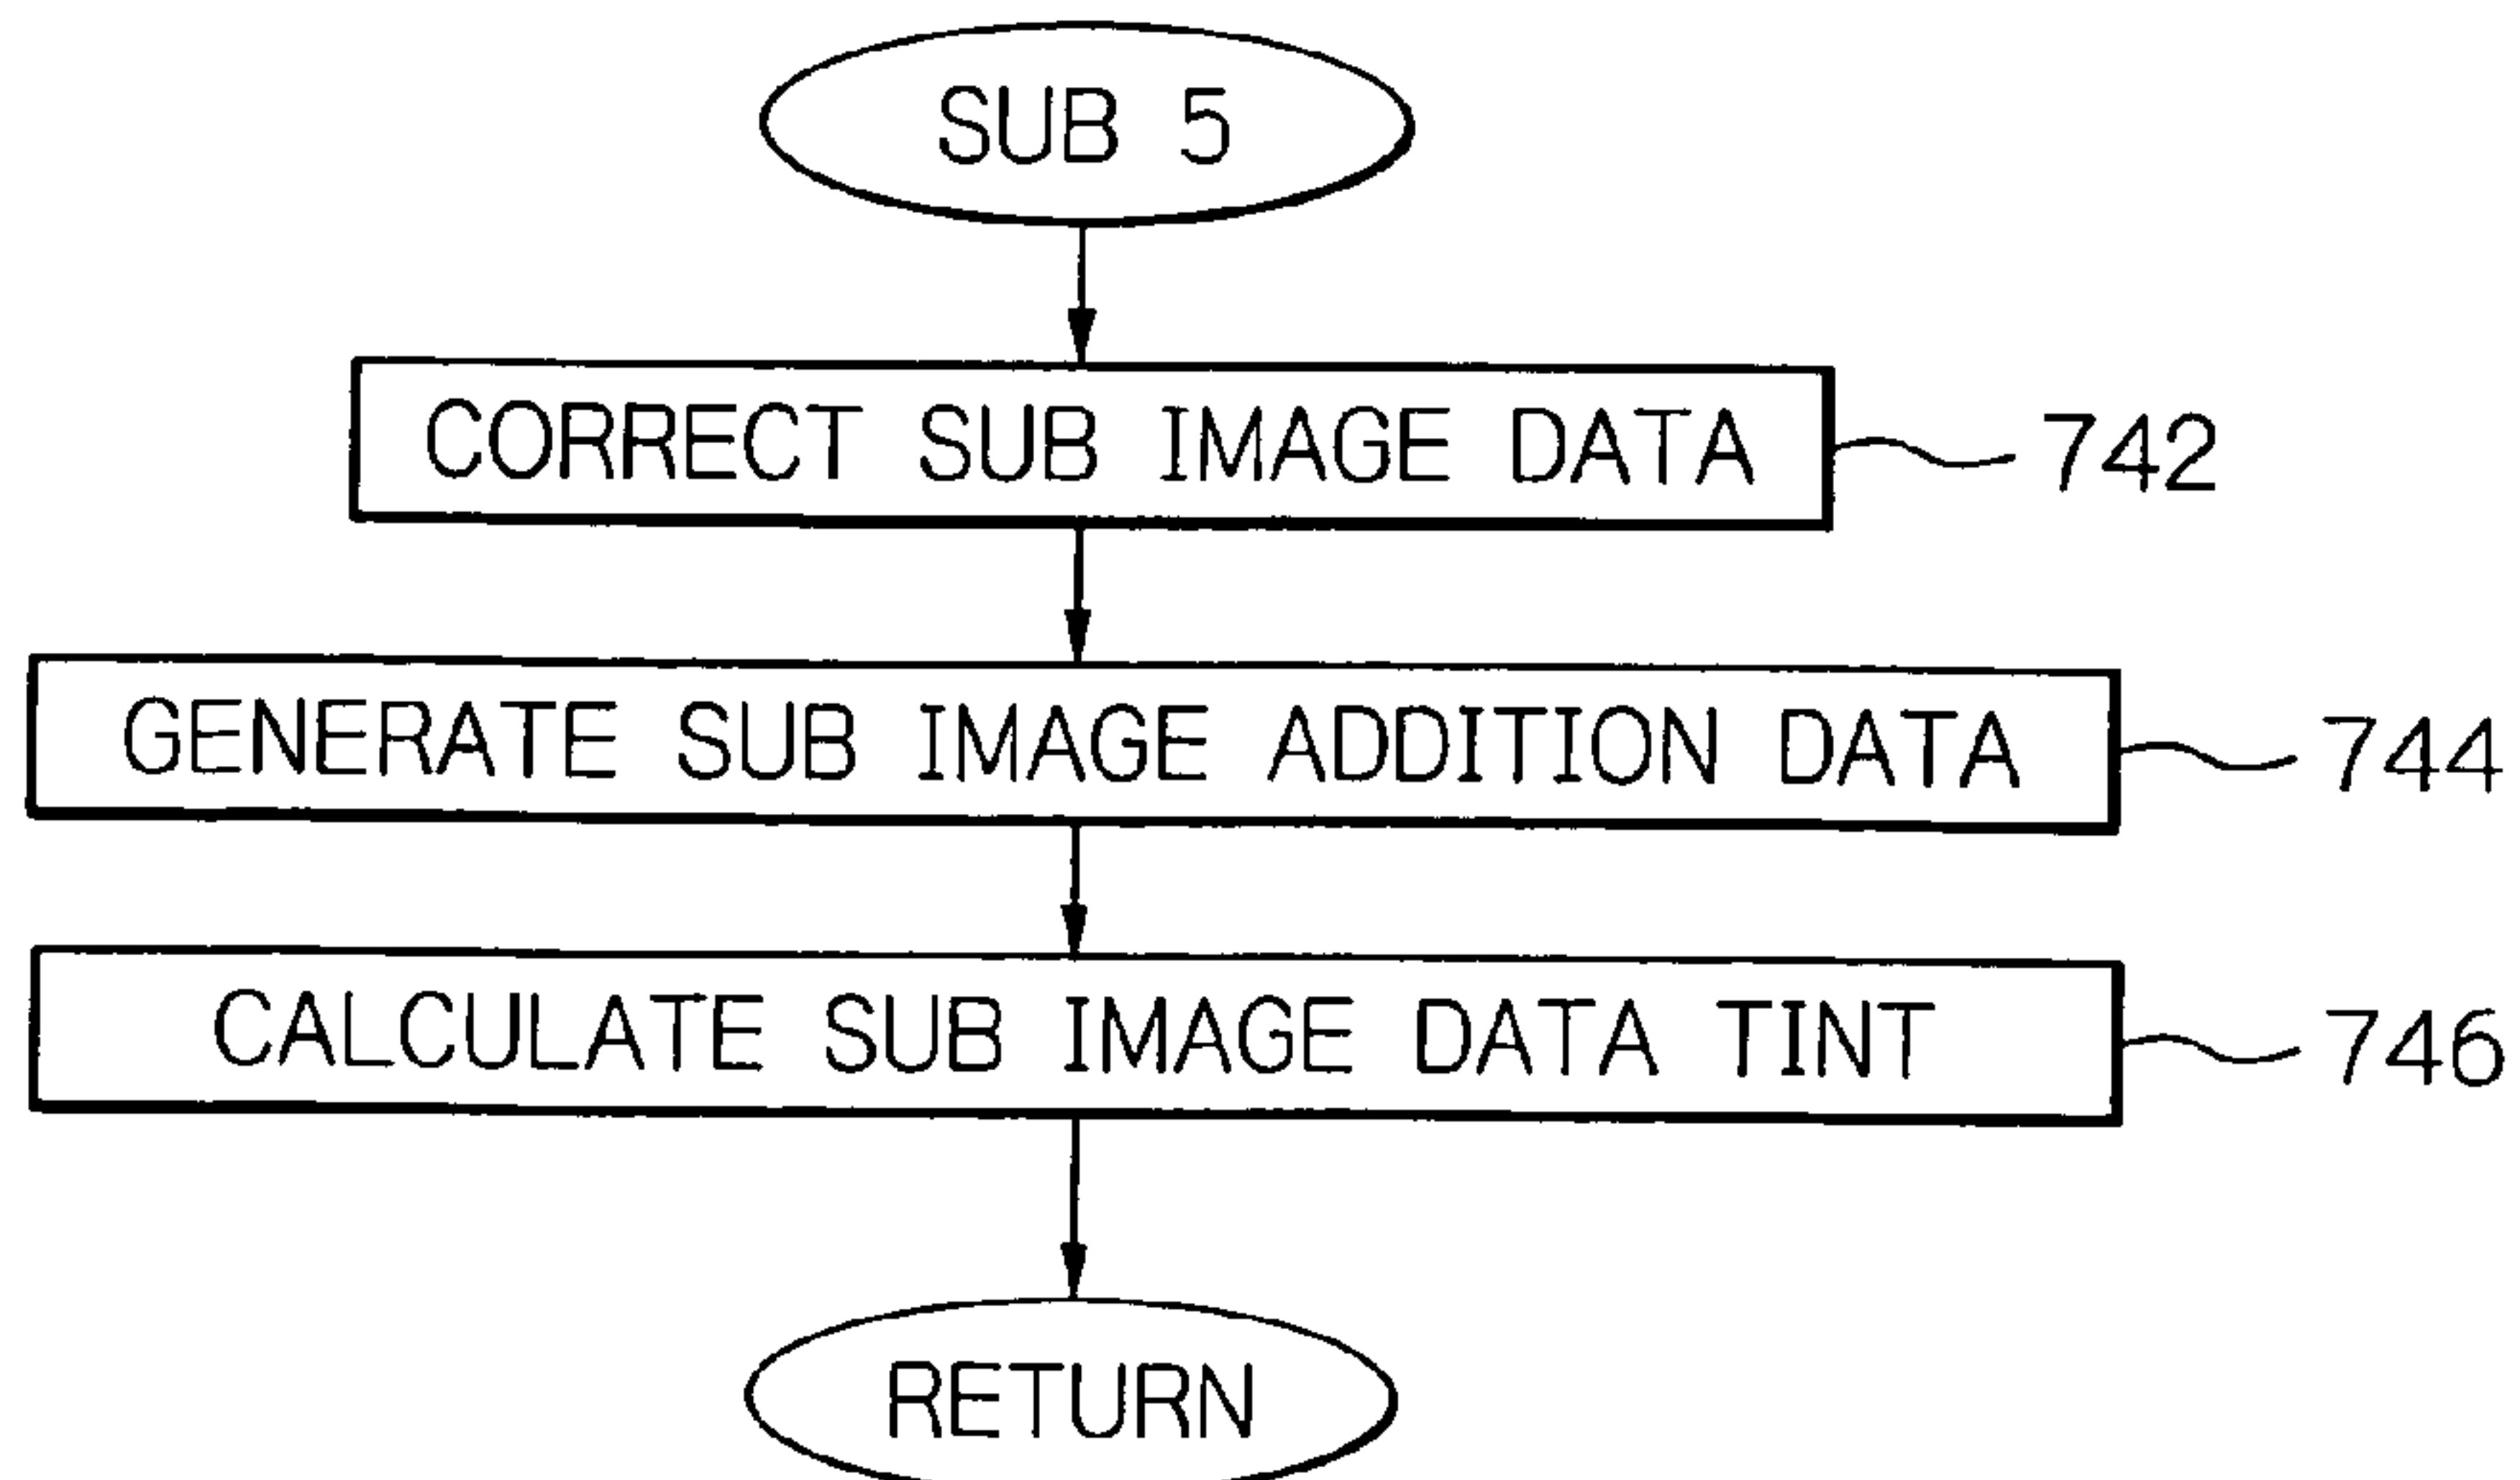 SUB 5
CORRECT SUB IMAGE DATA 742
GENERATE SUB IMAGE ADDITION DATA 744
CALCULATE SUB IMAGE DATA TINT 746
RETURN